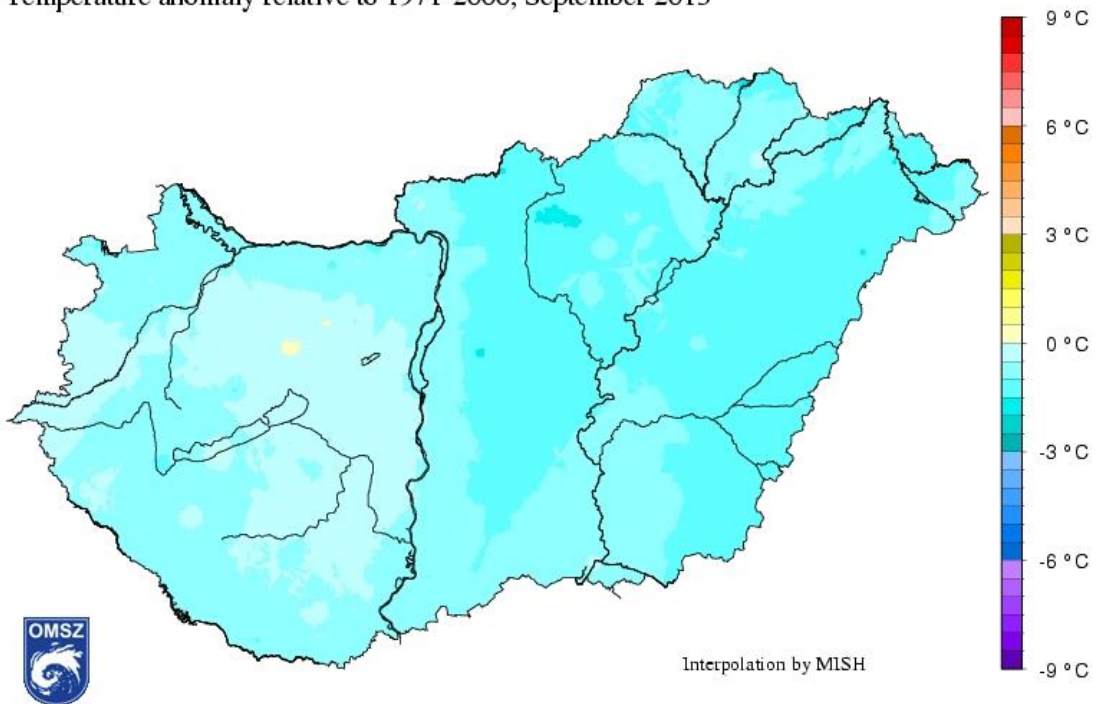 Temperature anomaly relative to 1971-2000, September 2013
9 °C
6 °C
3 °C
0 °C
-3 °C
-6 °C
-9 °C
OMSZ
Interpolation by MISH